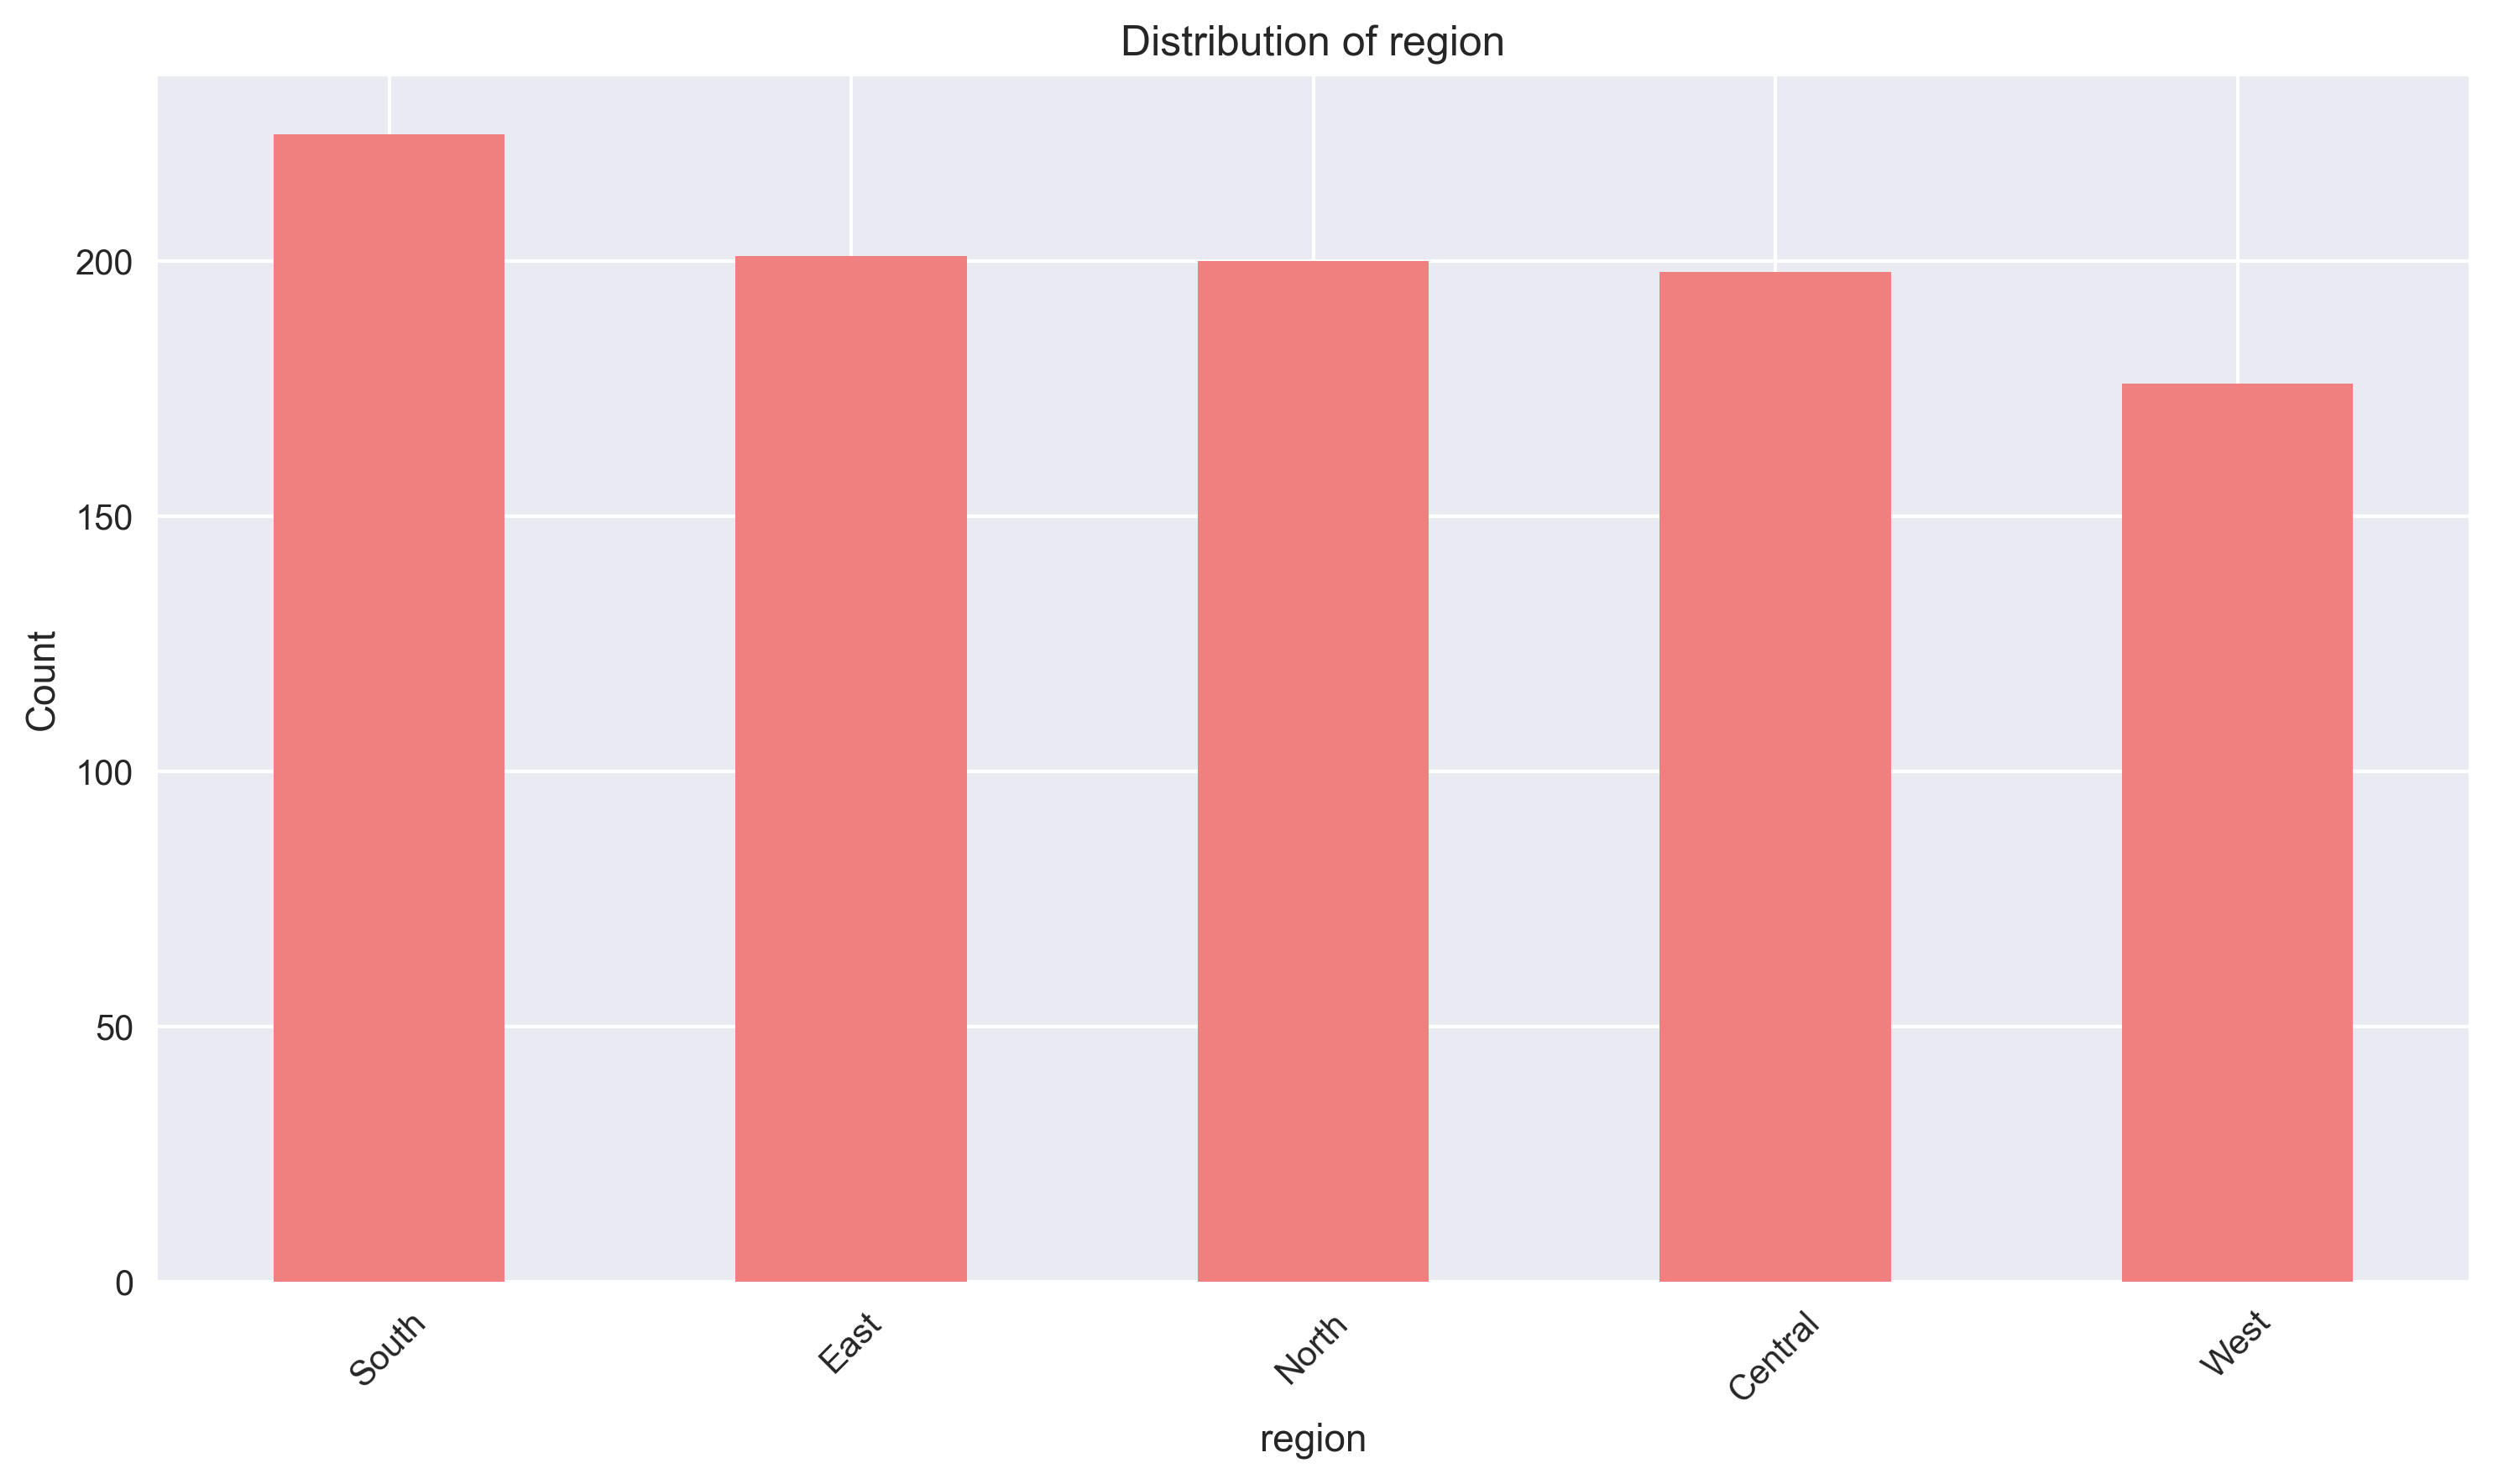 Distribution of region
Count
200
150
100
50
0
South
East
North
Central
West
region